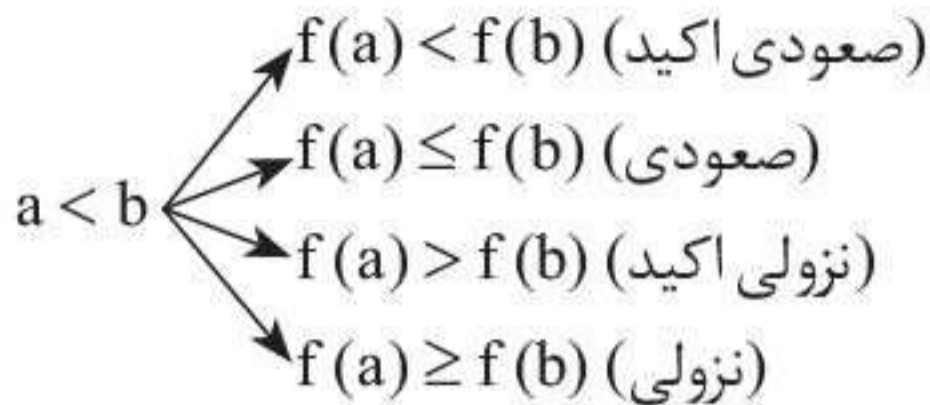 f(a) < f(b) (صعودی اکید)
f(a) ≤ f(b) (صعودی)
a < b
f(a) > f(b) (نزولی اکید)
f(a) ≥ f(b) (نزولی)